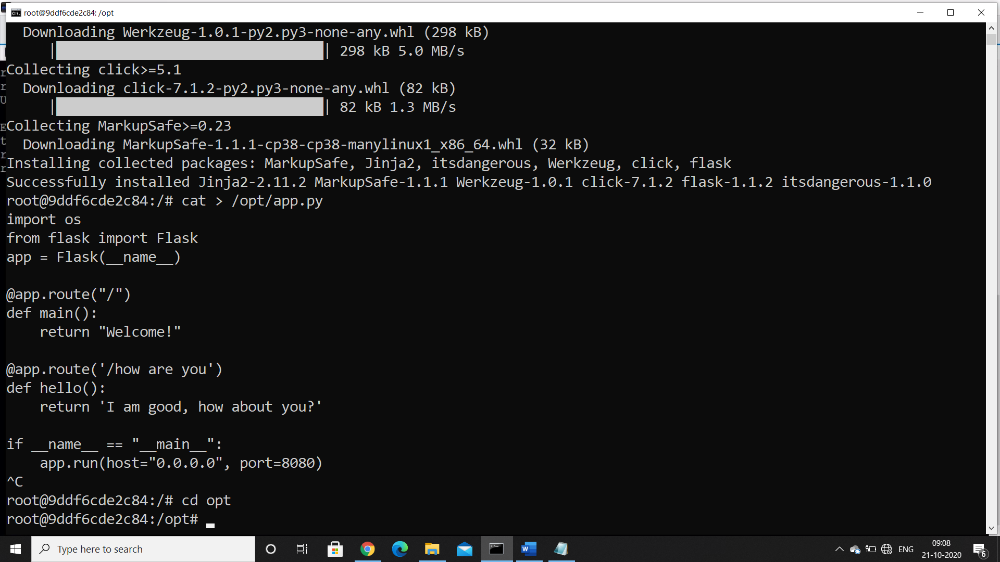 root@9ddf6cde2c84: /opt
  Downloading Werkzeug-1.0.1-py2.py3-none-any.whl (298 kB)
     || 298 kB 5.0 MB/s
Collecting click>=5.1
  Downloading click-7.1.2-py2.py3-none-any.whl (82 kB)
     || 82 kB 1.3 MB/s
Collecting MarkupSafe>=0.23
  Downloading MarkupSafe-1.1.1-cp38-cp38-manylinux1_x86_64.whl (32 kB)
Installing collected packages: MarkupSafe, Jinja2, itsdangerous, Werkzeug, click, flask
Successfully installed Jinja2-2.11.2 MarkupSafe-1.1.1 Werkzeug-1.0.1 click-7.1.2 flask-1.1.2 itsdangerous-1.1.0
root@9ddf6cde2c84:/# cat > /opt/app.py
import os
from flask import Flask
app = Flask(__name__)

@app.route("/")
def main():
    return "Welcome!"

@app.route('/how are you')
def hello():
    return 'I am good, how about you?'

if __name__ == "__main__":
    app.run(host="0.0.0.0", port=8080)
^C
root@9ddf6cde2c84:/# cd opt
root@9ddf6cde2c84:/opt#
Type here to search
ENG
09:08
21-10-2020
6